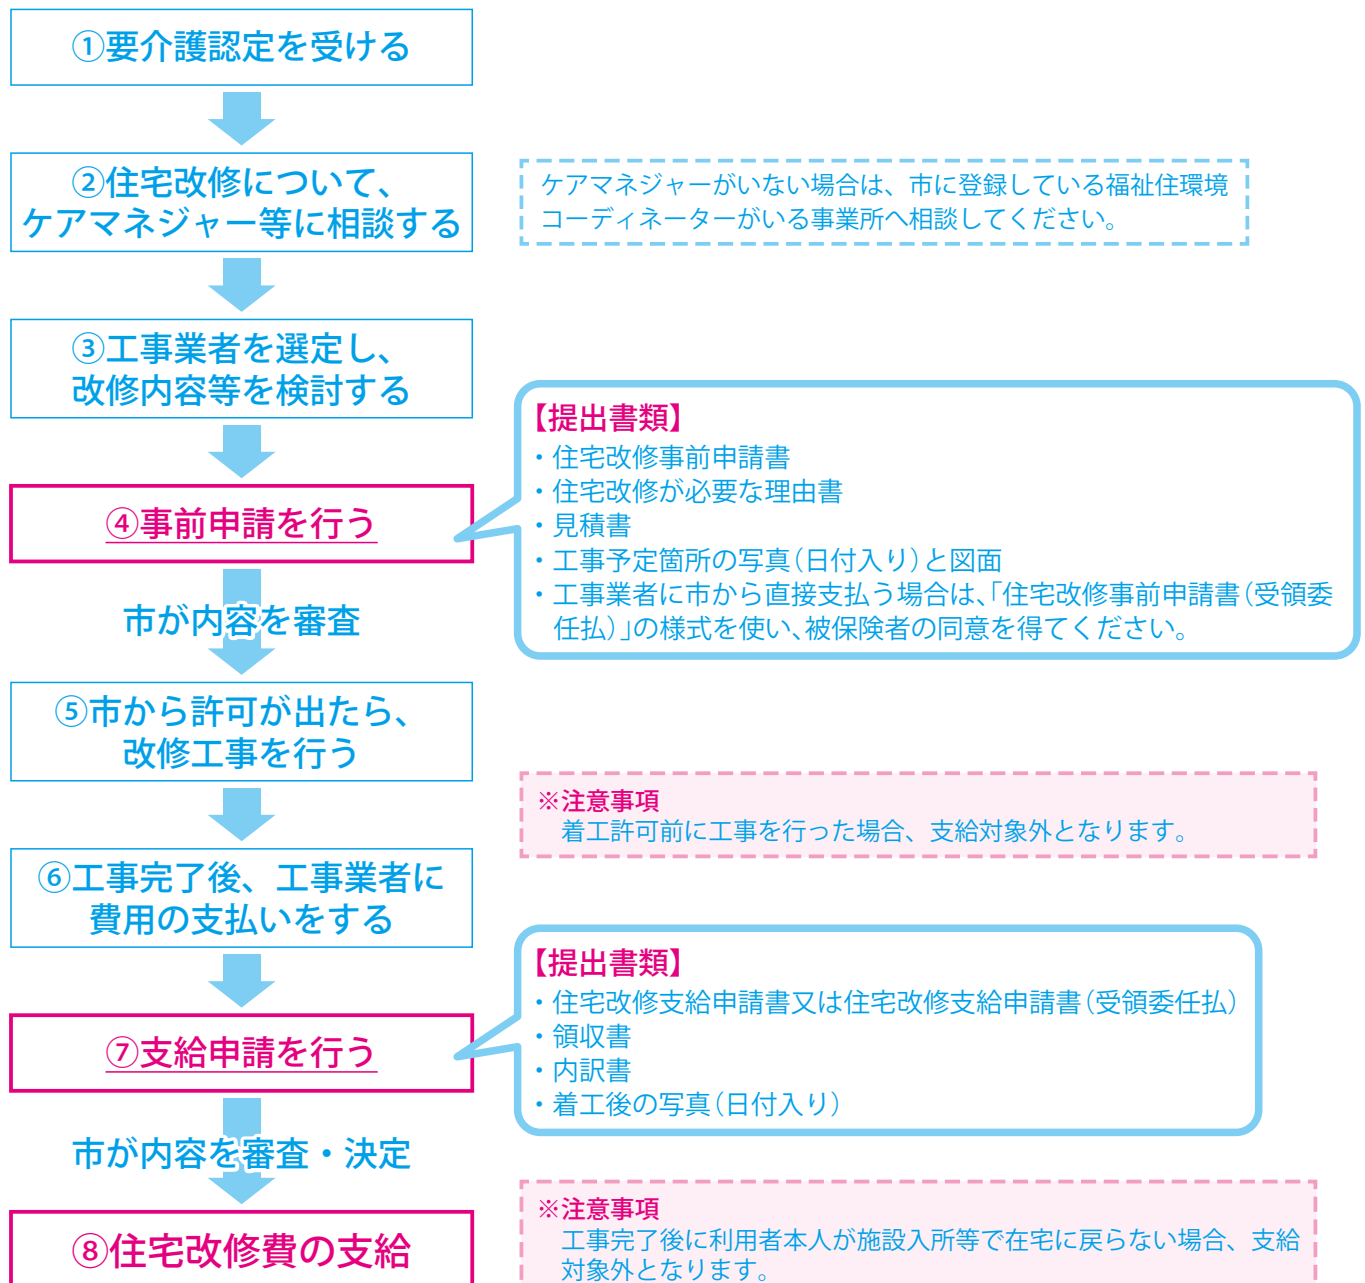 ①要介護認定を受ける
②住宅改修について、
ケアマネジャー等に相談する
ケアマネジャーがいない場合は、市に登録している福祉住環境
コーディネーターがいる事業所へ相談してください。
③工事業者を選定し、
改修内容等を検討する
④事前申請を行う
【提出書類】
・住宅改修事前申請書
・住宅改修が必要な理由書
・見積書
・工事予定箇所の写真（日付入り）と図面
・工事業者に市から直接支払う場合は、「住宅改修事前申請書（受領委
任払）」の様式を使い、被保険者の同意を得てください。
市が内容を審査
⑤市から許可が出たら、
改修工事を行う
※注意事項
着工許可前に工事を行った場合、支給対象外となります。
⑥工事完了後、工事業者に
費用の支払いをする
⑦支給申請を行う
【提出書類】
・住宅改修支給申請書又は住宅改修支給申請書（受領委任払）
・領収書
・内訳書
・着工後の写真（日付入り）
市が内容を審査・決定
⑧住宅改修費の支給
※注意事項
工事完了後に利用者本人が施設入所等で在宅に戻らない場合、支給
対象外となります。